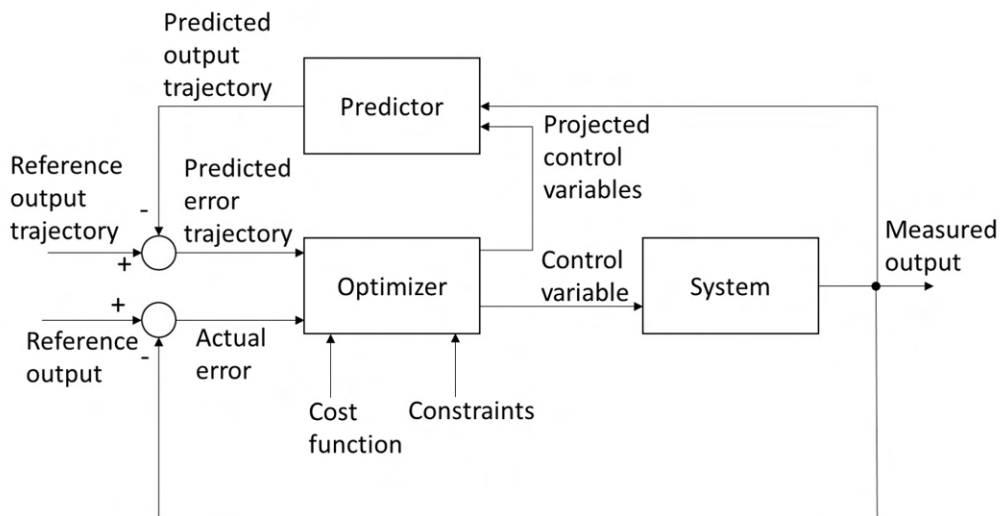 Predicted
output
trajectory
Predictor
Projected
control
variables
Reference
output
trajectory
-
+
Predicted
error
trajectory
Optimizer
Control
variable
System
Measured
output
+
Reference
output
-
Actual
error
Cost
function
Constraints